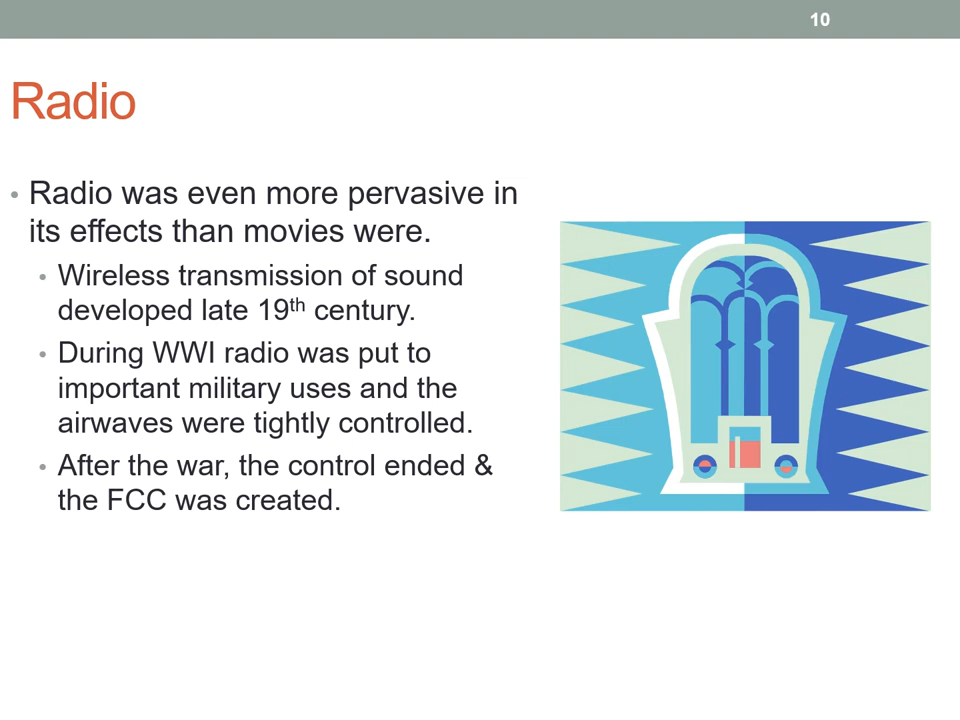 10
Radio
• Radio was even more pervasive in
its effects than movies were.
• Wireless transmission of sound
developed late 19th century.
• During WWI radio was put to
important military uses and the
airwaves were tightly controlled.
• After the war, the control ended &
the FCC was created.